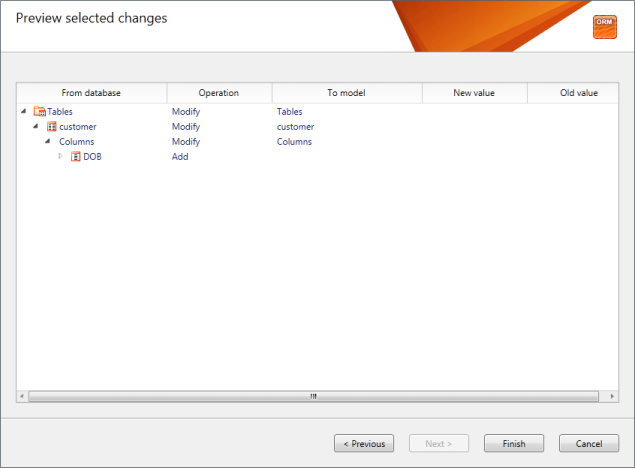 Preview selected changes
ORM
From database Operation To model New value Old value
Tables Modify Tables
customer Modify customer
Columns Modify Columns
DOB Add
< Previous Next > Finish Cancel